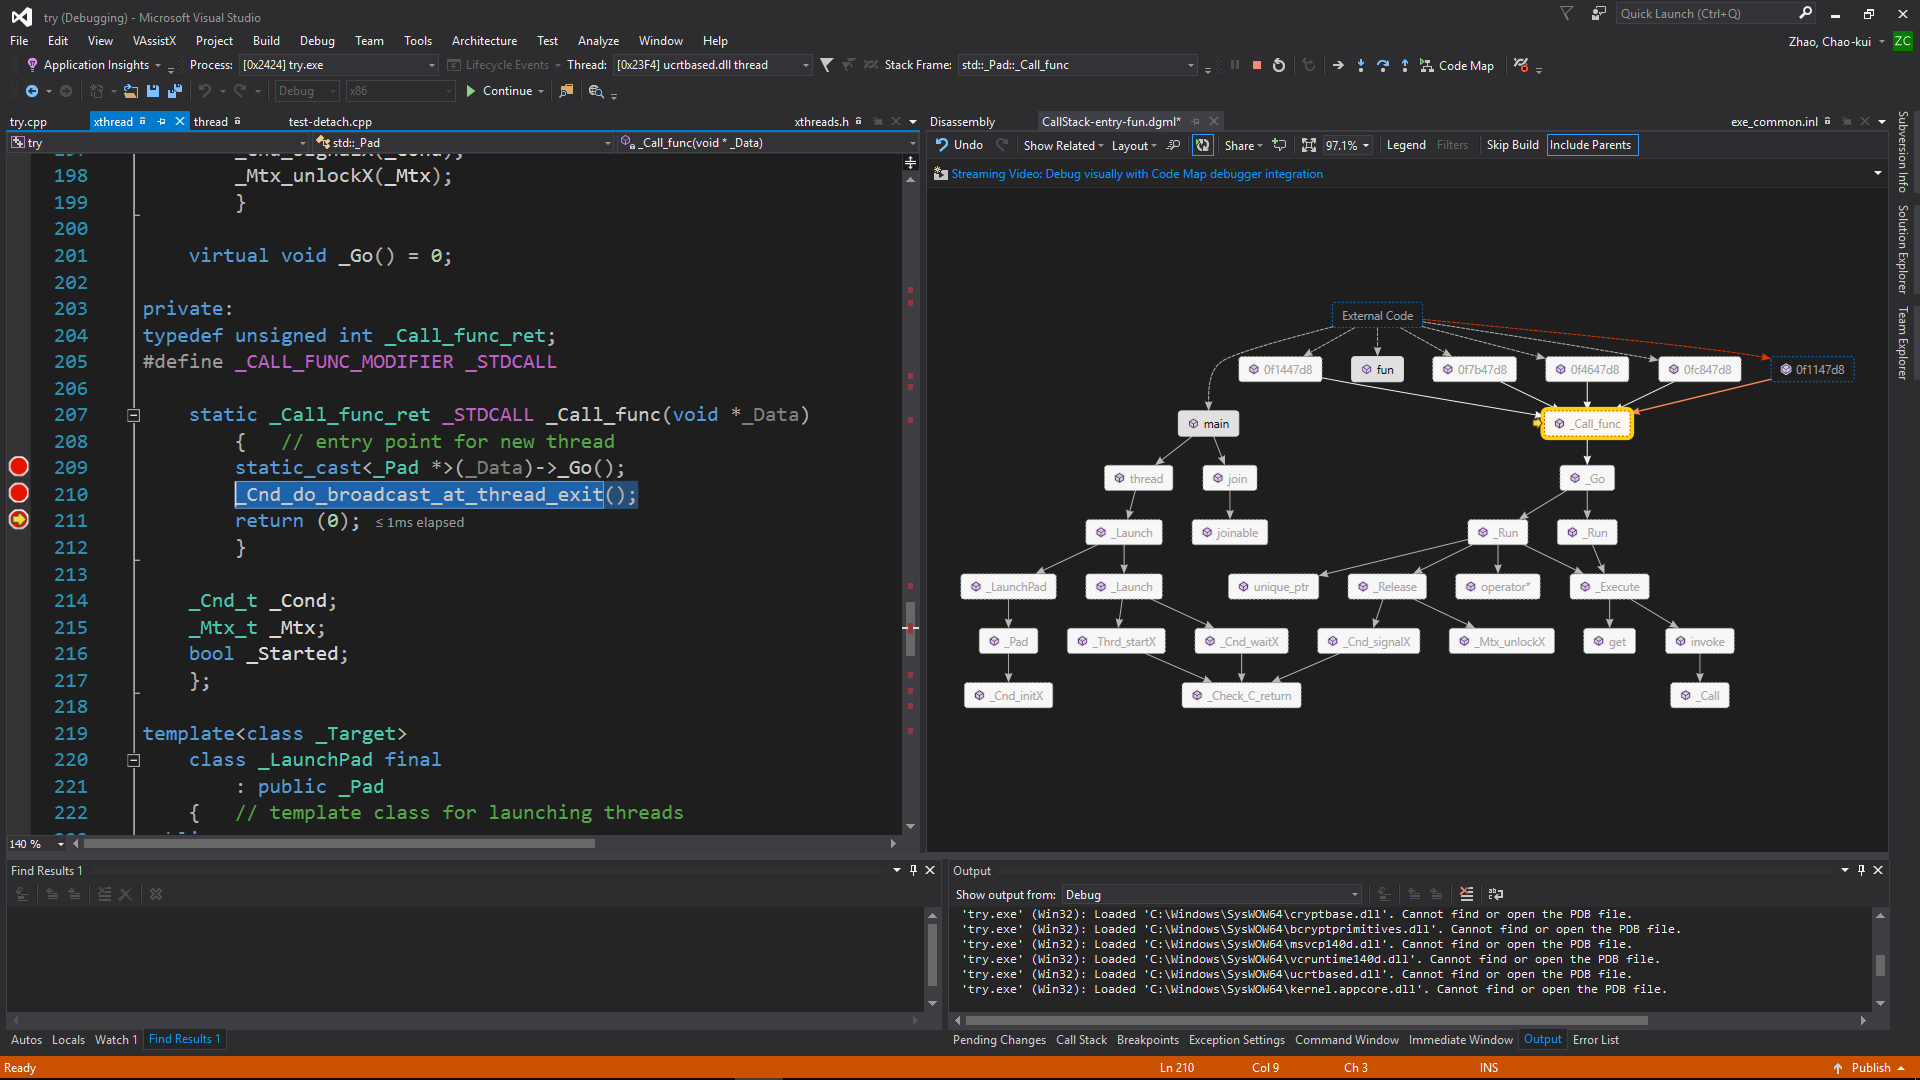 try (Debugging) - Microsoft Visual Studio
Quick Launch (Ctrl+Q)
File Edit View VAssistX Project Build Debug Team Tools Architecture Test Analyze Window Help
Zhao, Chao-kui ZC
Application Insights Process: [0x2424] try.exe Lifecycle Events Thread: [0x23F4] ucrtbased.dll thread Stack Frame: std::_Pad::_Call_func Code Map
Debug x86 Continue
try.cpp xthread thread test-detach.cpp xthreads.h
try std::_Pad _Call_func(void * _Data)
198 _Mtx_unlockX(_Mtx);
199 }
200
201 virtual void _Go() = 0;
202
203 private:
204 typedef unsigned int _Call_func_ret;
205 #define _CALL_FUNC_MODIFIER _STDCALL
206
207 static _Call_func_ret _STDCALL _Call_func(void *_Data)
208 { // entry point for new thread
209 static_cast<_Pad *>(_Data)->_Go();
210 _Cnd_do_broadcast_at_thread_exit();
211 return (0); ≤ 1ms elapsed
212 }
213
214 _Cnd_t _Cond;
215 _Mtx_t _Mtx;
216 bool _Started;
217 };
218
219 template<class _Target>
220 class _LaunchPad final
221 : public _Pad
222 { // template class for launching threads
140 %
Disassembly CallStack-entry-fun.dgml* exe_common.inl
Undo Show Related Layout Share 97.1% Legend Filters Skip Build Include Parents
Streaming Video: Debug visually with Code Map debugger integration
External Code
0f1447d8 fun 0f7b47d8 0f4647d8 0fc847d8 0f1147d8
main _Call_func
thread join _Go
_Launch joinable _Run _Run
_LaunchPad _Launch unique_ptr _Release operator* _Execute
_Pad _Thrd_startX _Cnd_waitX _Cnd_signalX _Mtx_unlockX get invoke
_Cnd_initX _Check_C_return _Call
Subversion Info
Solution Explorer
Team Explorer
Find Results 1
Autos Locals Watch 1 Find Results 1
Output
Show output from: Debug
'try.exe' (Win32): Loaded 'C:\Windows\SysWOW64\cryptbase.dll'. Cannot find or open the PDB file.
'try.exe' (Win32): Loaded 'C:\Windows\SysWOW64\bcryptprimitives.dll'. Cannot find or open the PDB file.
'try.exe' (Win32): Loaded 'C:\Windows\SysWOW64\msvcp140d.dll'. Cannot find or open the PDB file.
'try.exe' (Win32): Loaded 'C:\Windows\SysWOW64\vcruntime140d.dll'. Cannot find or open the PDB file.
'try.exe' (Win32): Loaded 'C:\Windows\SysWOW64\ucrtbased.dll'. Cannot find or open the PDB file.
'try.exe' (Win32): Loaded 'C:\Windows\SysWOW64\kernel.appcore.dll'. Cannot find or open the PDB file.
Pending Changes Call Stack Breakpoints Exception Settings Command Window Immediate Window Output Error List
Ready Ln 210 Col 9 Ch 3 INS Publish